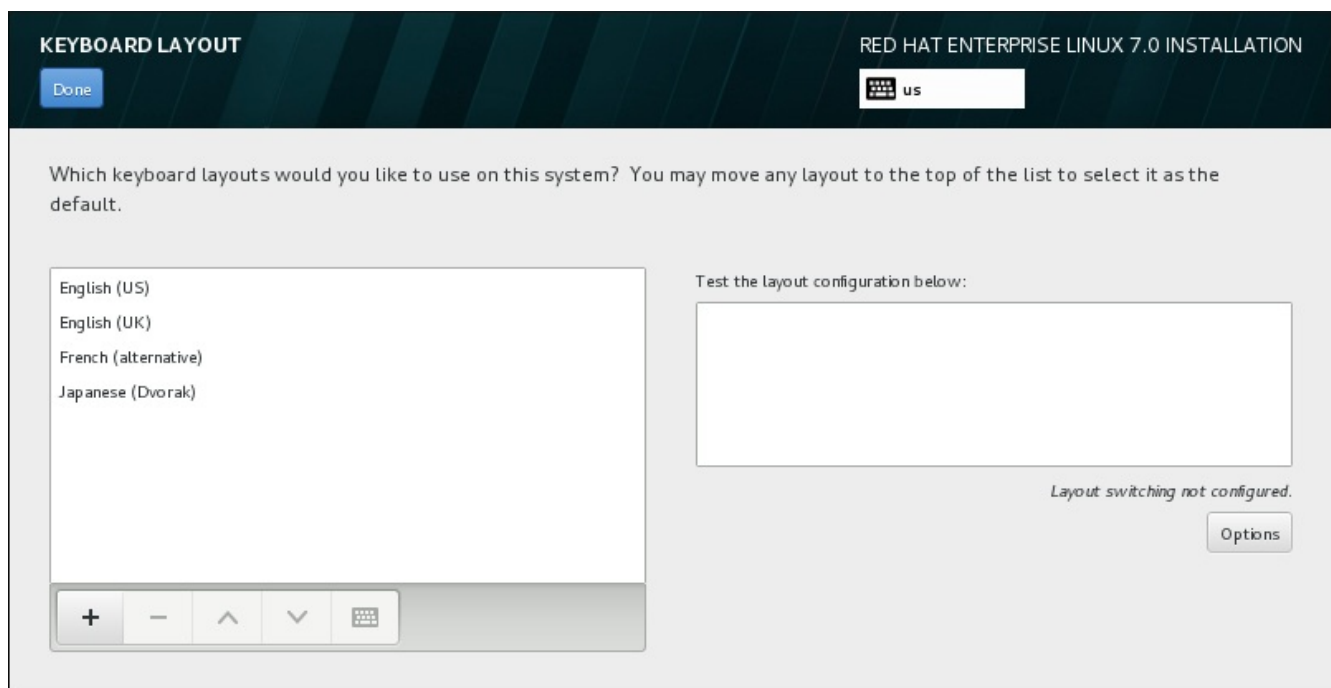 KEYBOARD LAYOUT
RED HAT ENTERPRISE LINUX 7.0 INSTALLATION
Done
us
Which keyboard layouts would you like to use on this system? You may move any layout to the top of the list to select it as the
default.
English (US)
English (UK)
French (alternative)
Japanese (Dvorak)
Test the layout configuration below:
Layout switching not configured.
Options